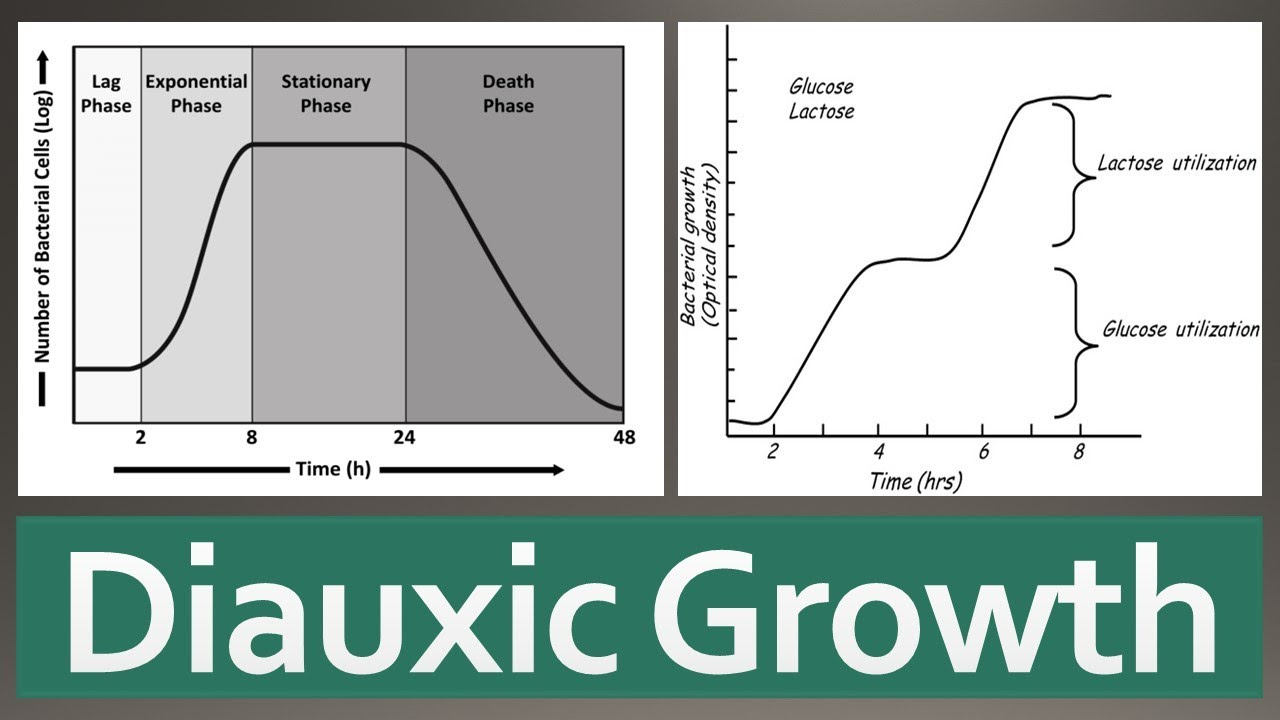 Lag
Phase
Exponential
Phase
Stationary
Phase
Death
Phase
Number of Bacterial Cells (Log)
2
8
24
48
Time (h)
Glucose
Lactose
Lactose utilization
Glucose utilization
Bacterial growth
(Optical density)
2
4
6
8
Time (hrs)
Diauxic Growth